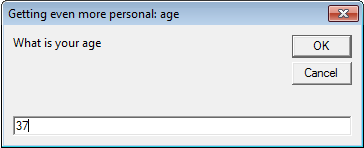 Getting even more personal: age
What is your age
OK
Cancel
37